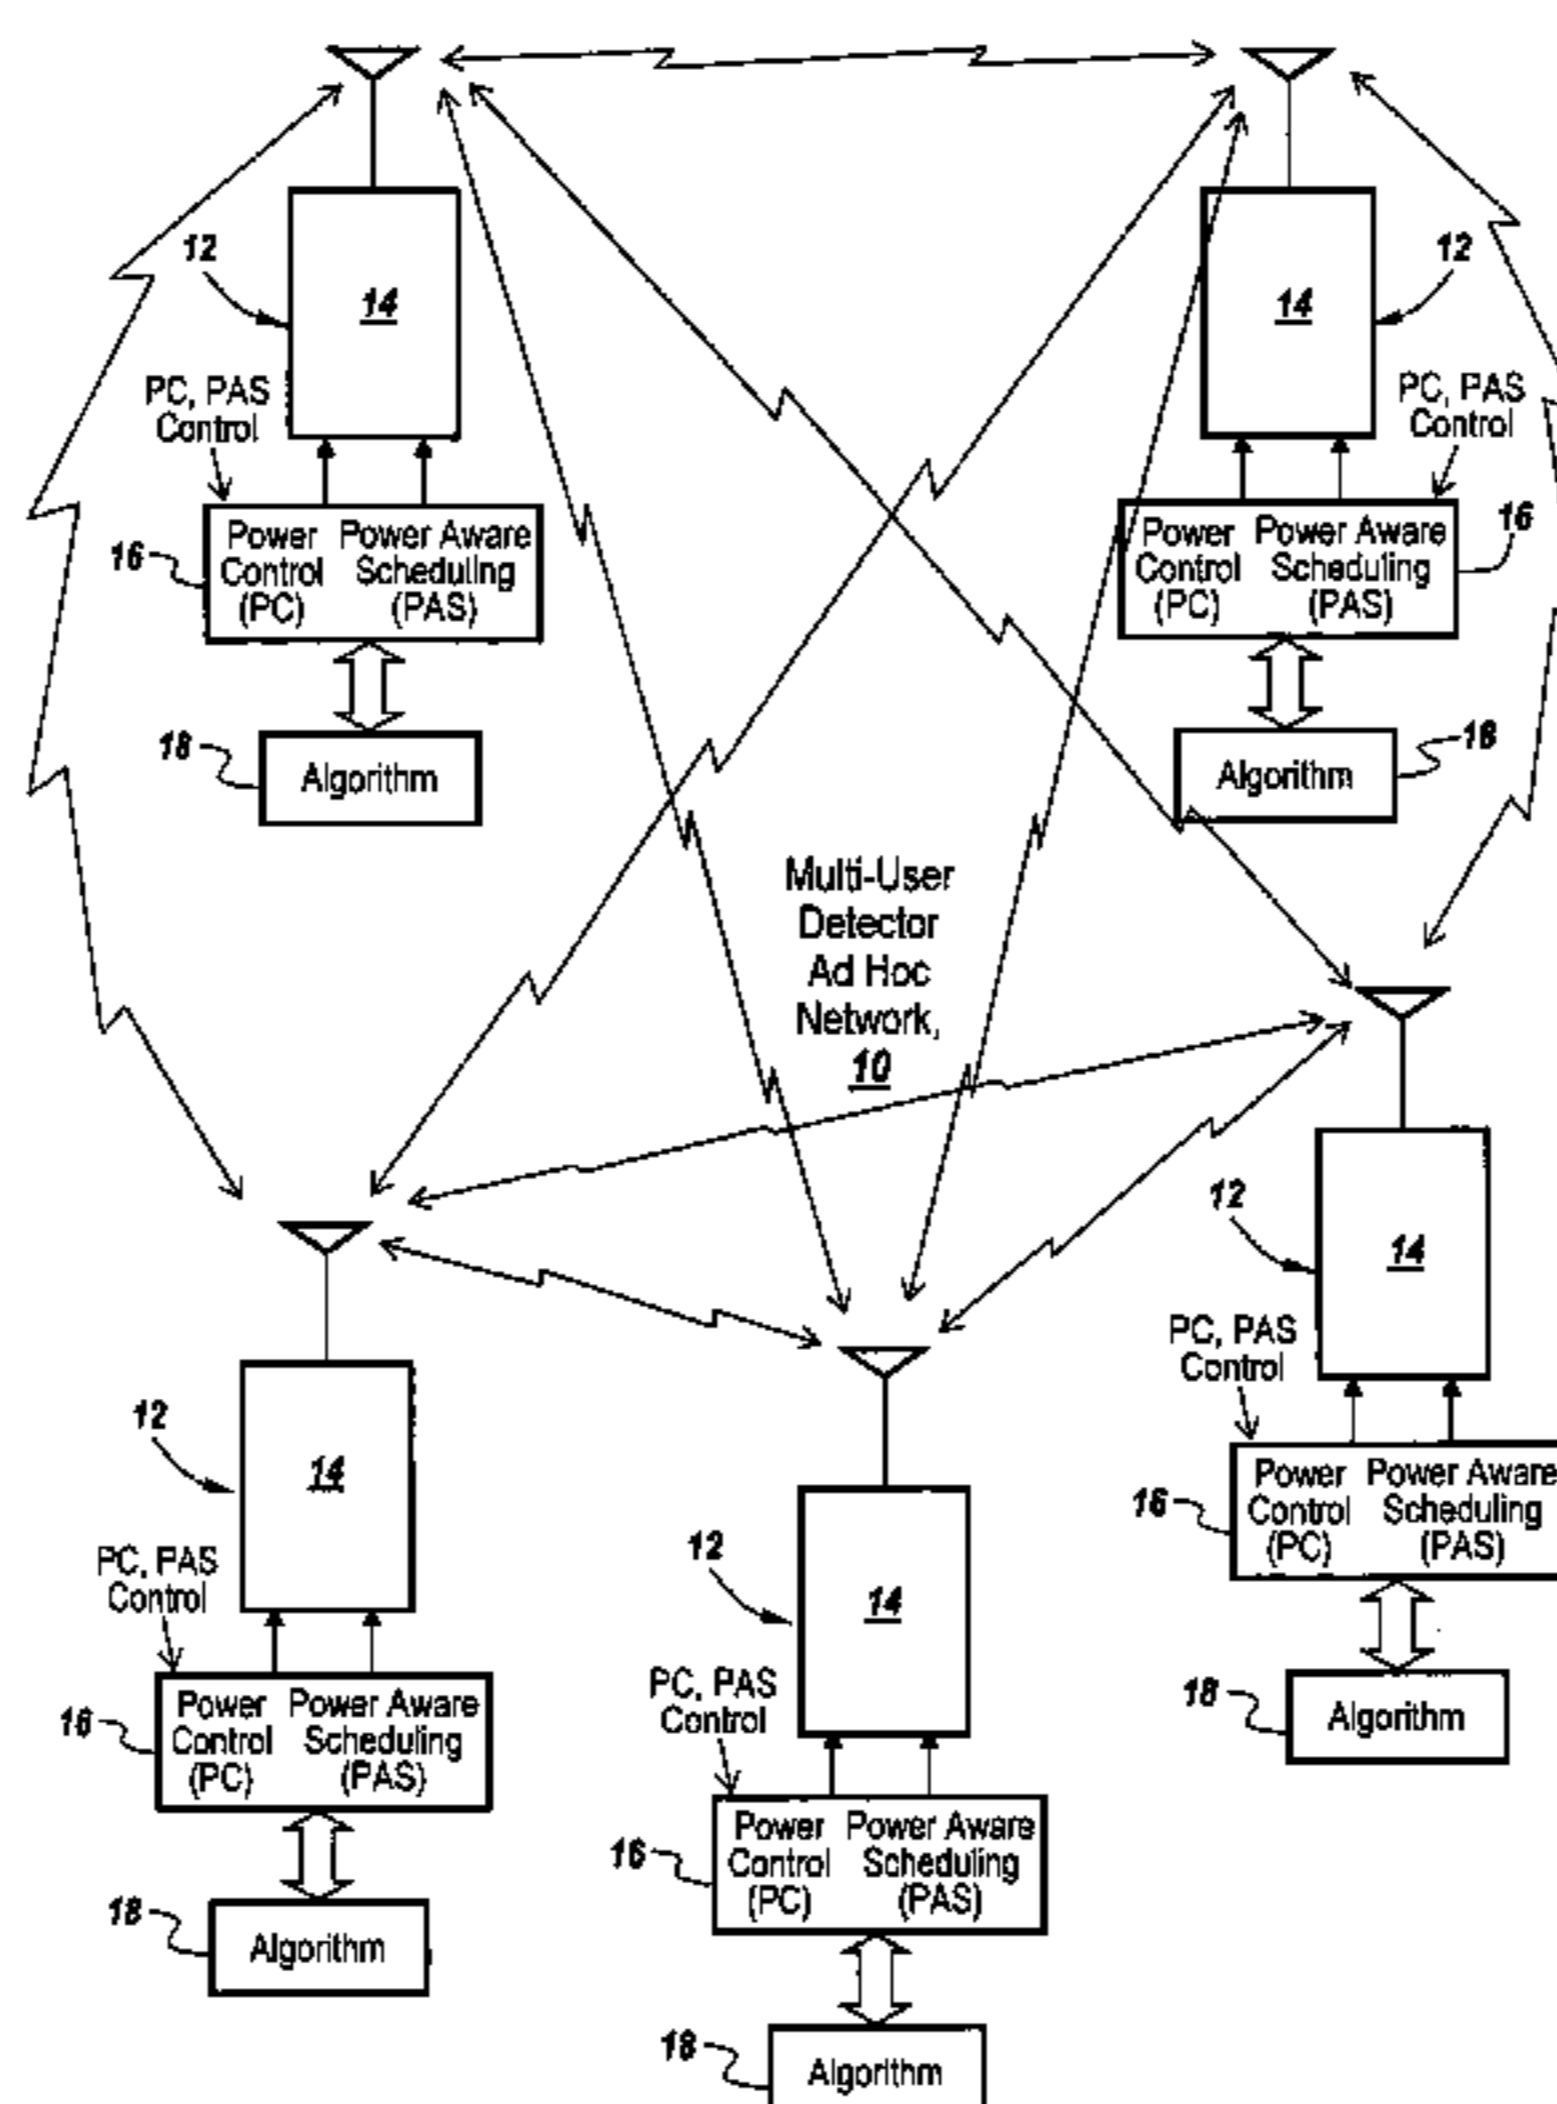 12
14
PC, PAS
Control
16
Power
Control
(PC)
Power Aware
Scheduling
(PAS)
18
Algorithm
14
12
PC, PAS
Control
Power
Control
(PC)
Power Aware
Scheduling
(PAS)
16
18
Algorithm
Multi-User
Detector
Ad Hoc
Network,
10
12
14
PC, PAS
Control
16
Power
Control
(PC)
Power Aware
Scheduling
(PAS)
18
Algorithm
12
14
PC, PAS
Control
16
Power
Control
(PC)
Power Aware
Scheduling
(PAS)
18
Algorithm
12
14
PC, PAS
Control
16
Power
Control
(PC)
Power Aware
Scheduling
(PAS)
18
Algorithm